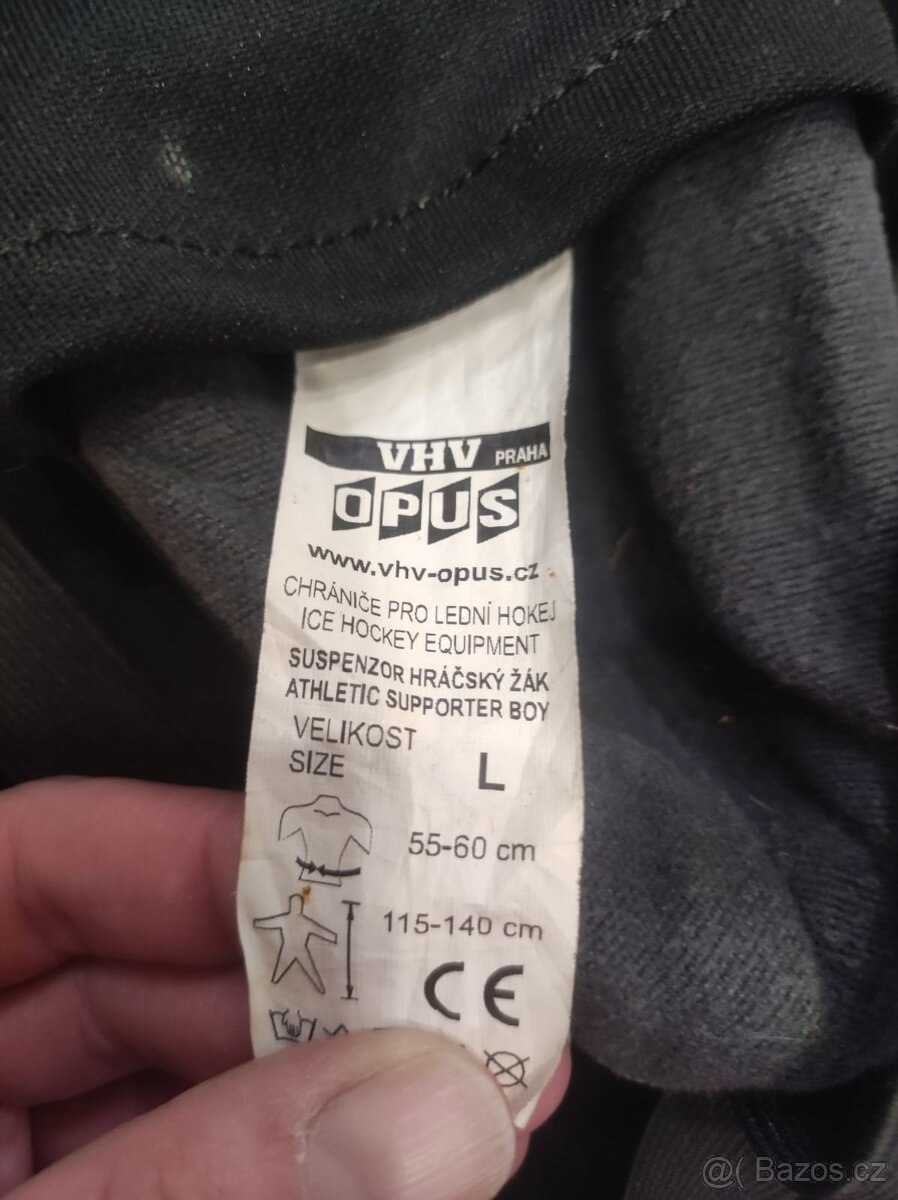 VHV PRAHA
OPUS
www.vhv-opus.cz
CHRÁNIČE PRO LEDNÍ HOKEJ
ICE HOCKEY EQUIPMENT
SUSPENZOR HRÁČSKÝ ŽÁK
ATHLETIC SUPPORTER BOY
VELIKOST
SIZE L
55-60 cm
115-140 cm
CE
@( Bazos.cz